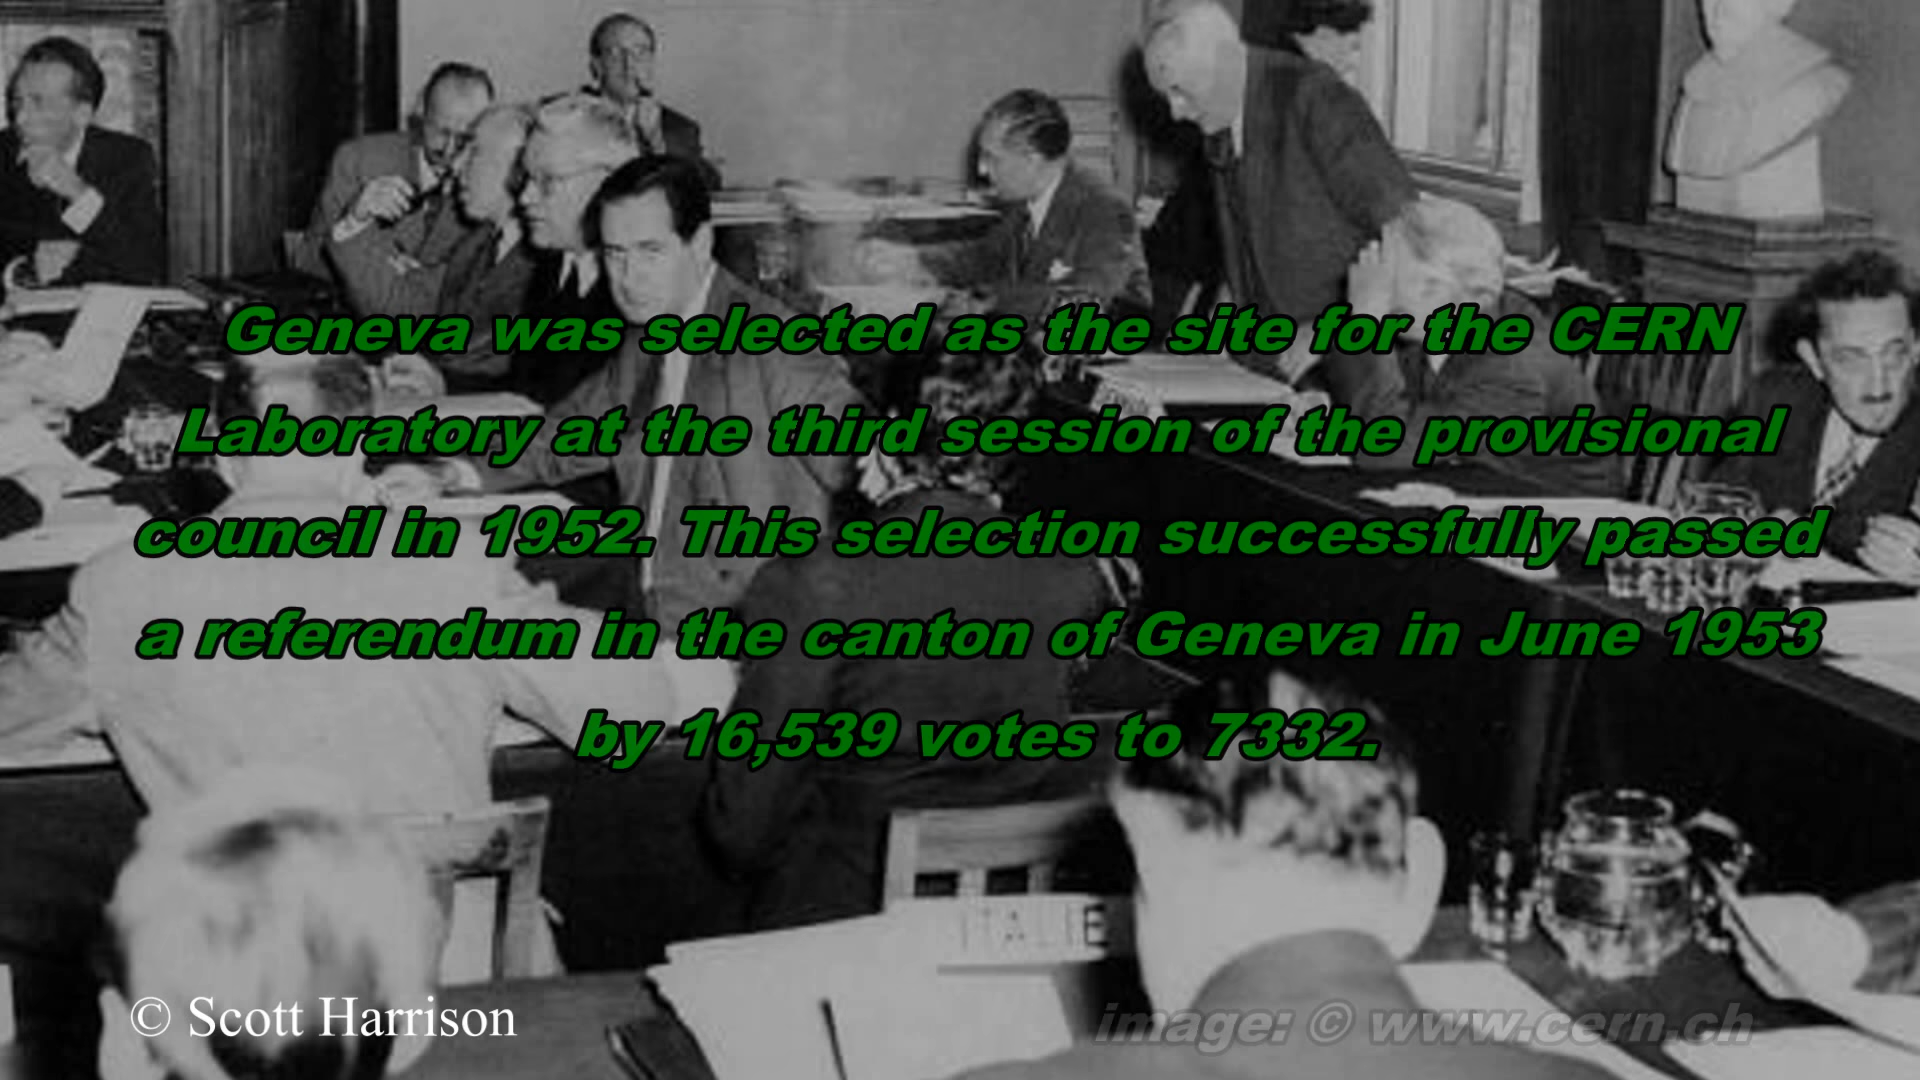 Geneva was selected as the site for the CERN
Laboratory at the third session of the provisional
council in 1952. This selection successfully passed
a referendum in the canton of Geneva in June 1953
by 16,539 votes to 7332.
© Scott Harrison
image: © www.cern.ch